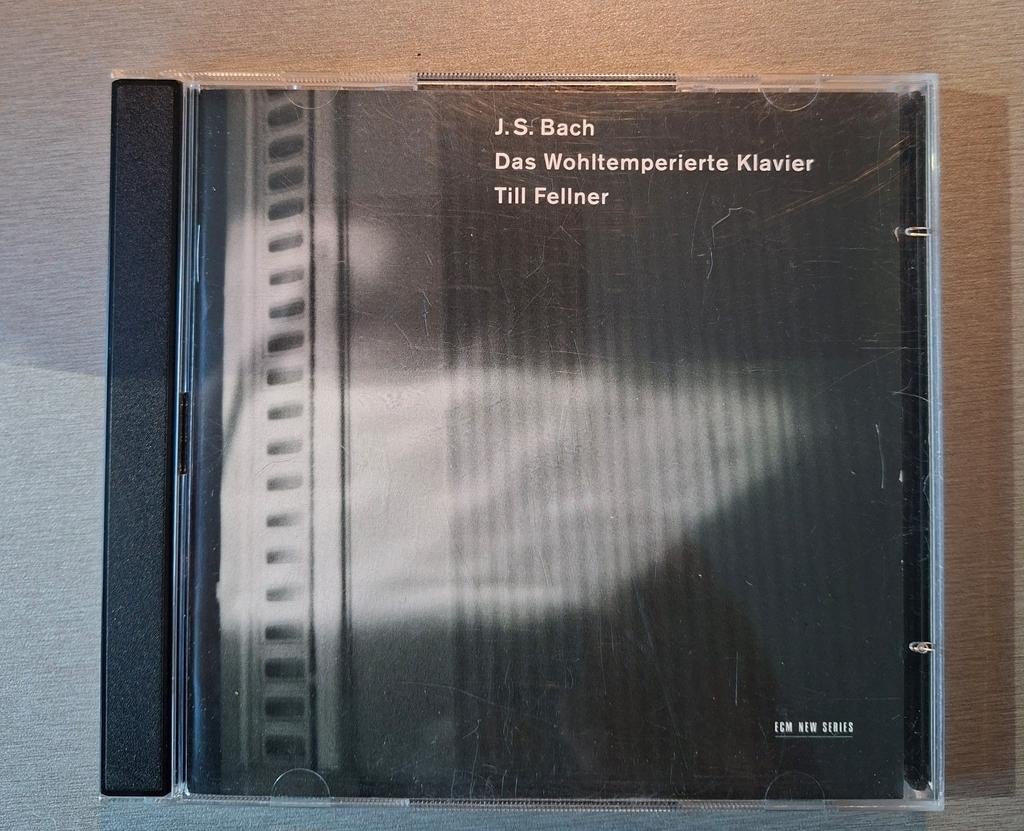 J. S. Bach
Das Wohltemperierte Klavier
Till Fellner
ECM NEW SERIES